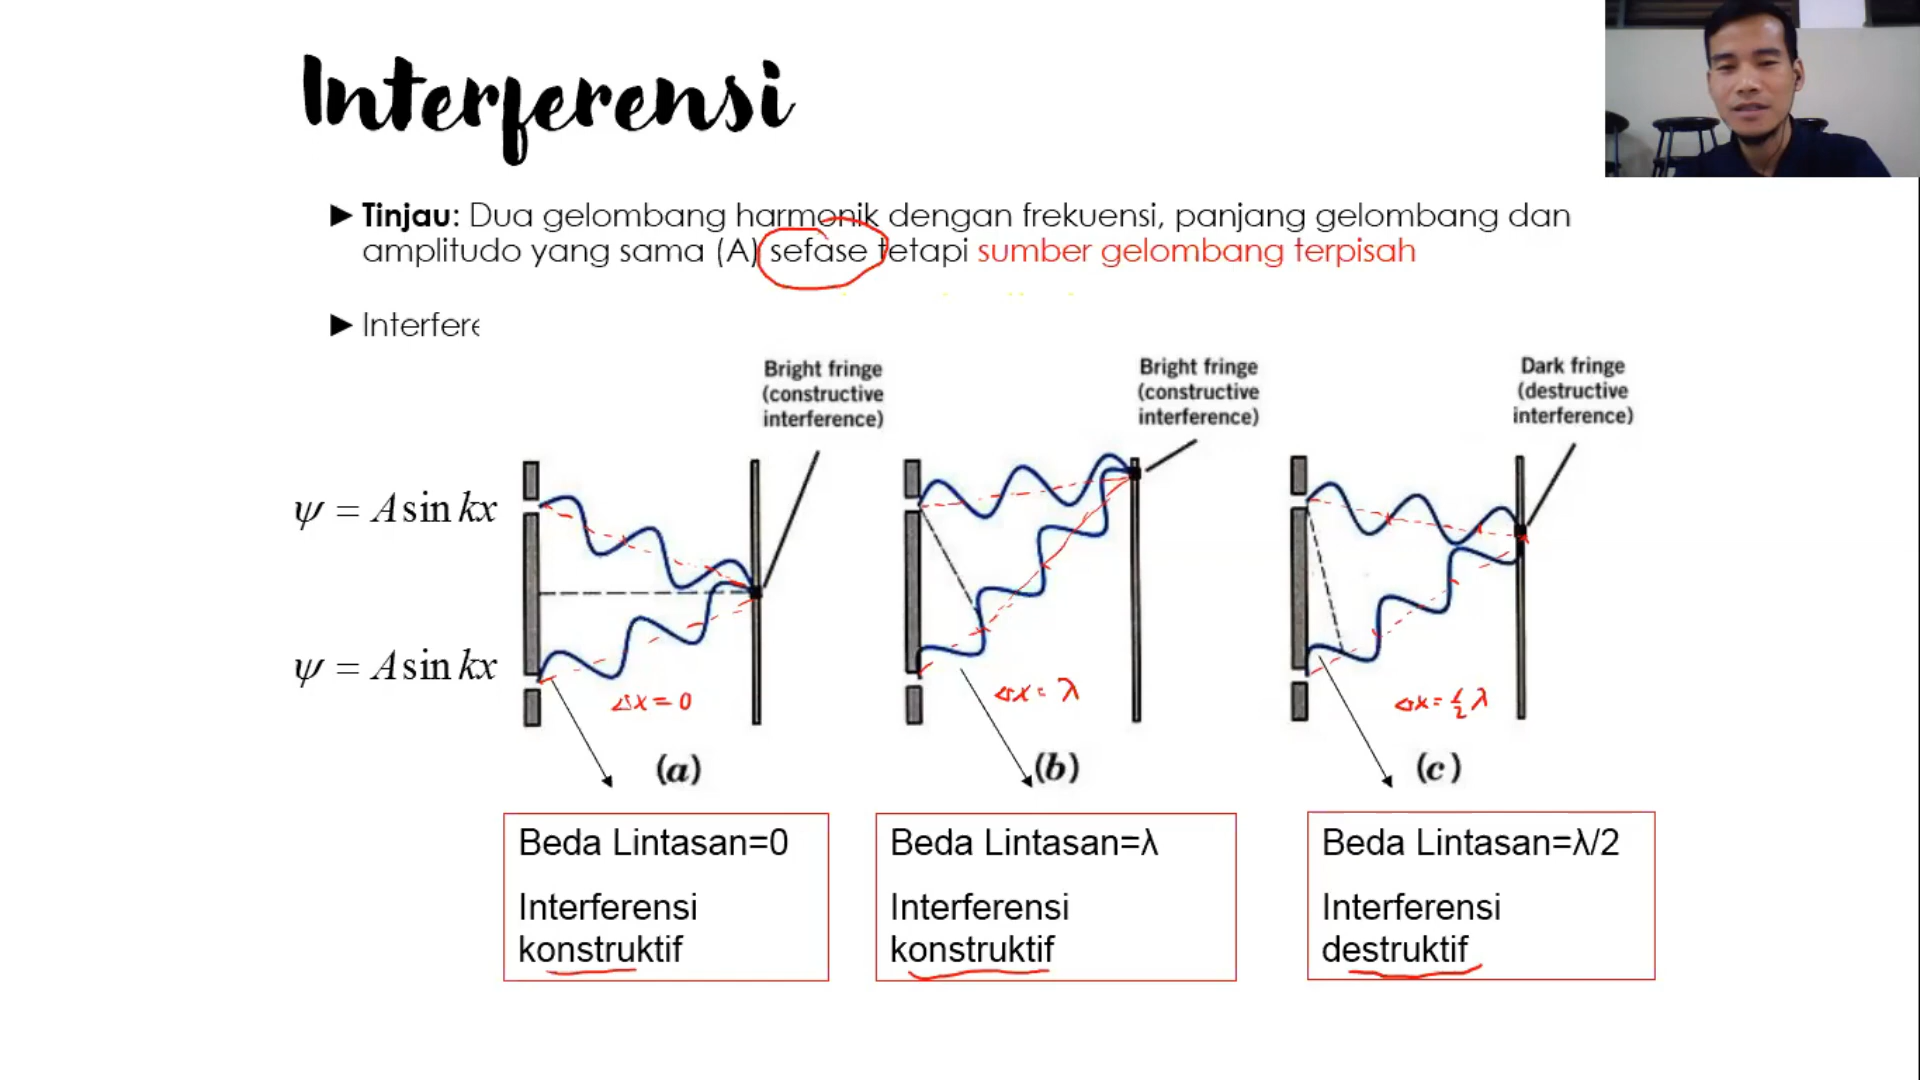 Interferensi
►Tinjau: Dua gelombang harmonik dengan frekuensi, panjang gelombang dan
amplitudo yang sama (A) sefase tetapi sumber gelombang terpisah
►Interfere
Bright fringe
(constructive
interference)
Bright fringe
(constructive
interference)
Dark fringe
(destructive
interference)
ψ = A sin kx
ψ = A sin kx
Δx = 0
Δx = λ
Δx = ½ λ
(a)
(b)
(c)
Beda Lintasan=0
Interferensi
konstruktif
Beda Lintasan=λ
Interferensi
konstruktif
Beda Lintasan=λ/2
Interferensi
destruktif